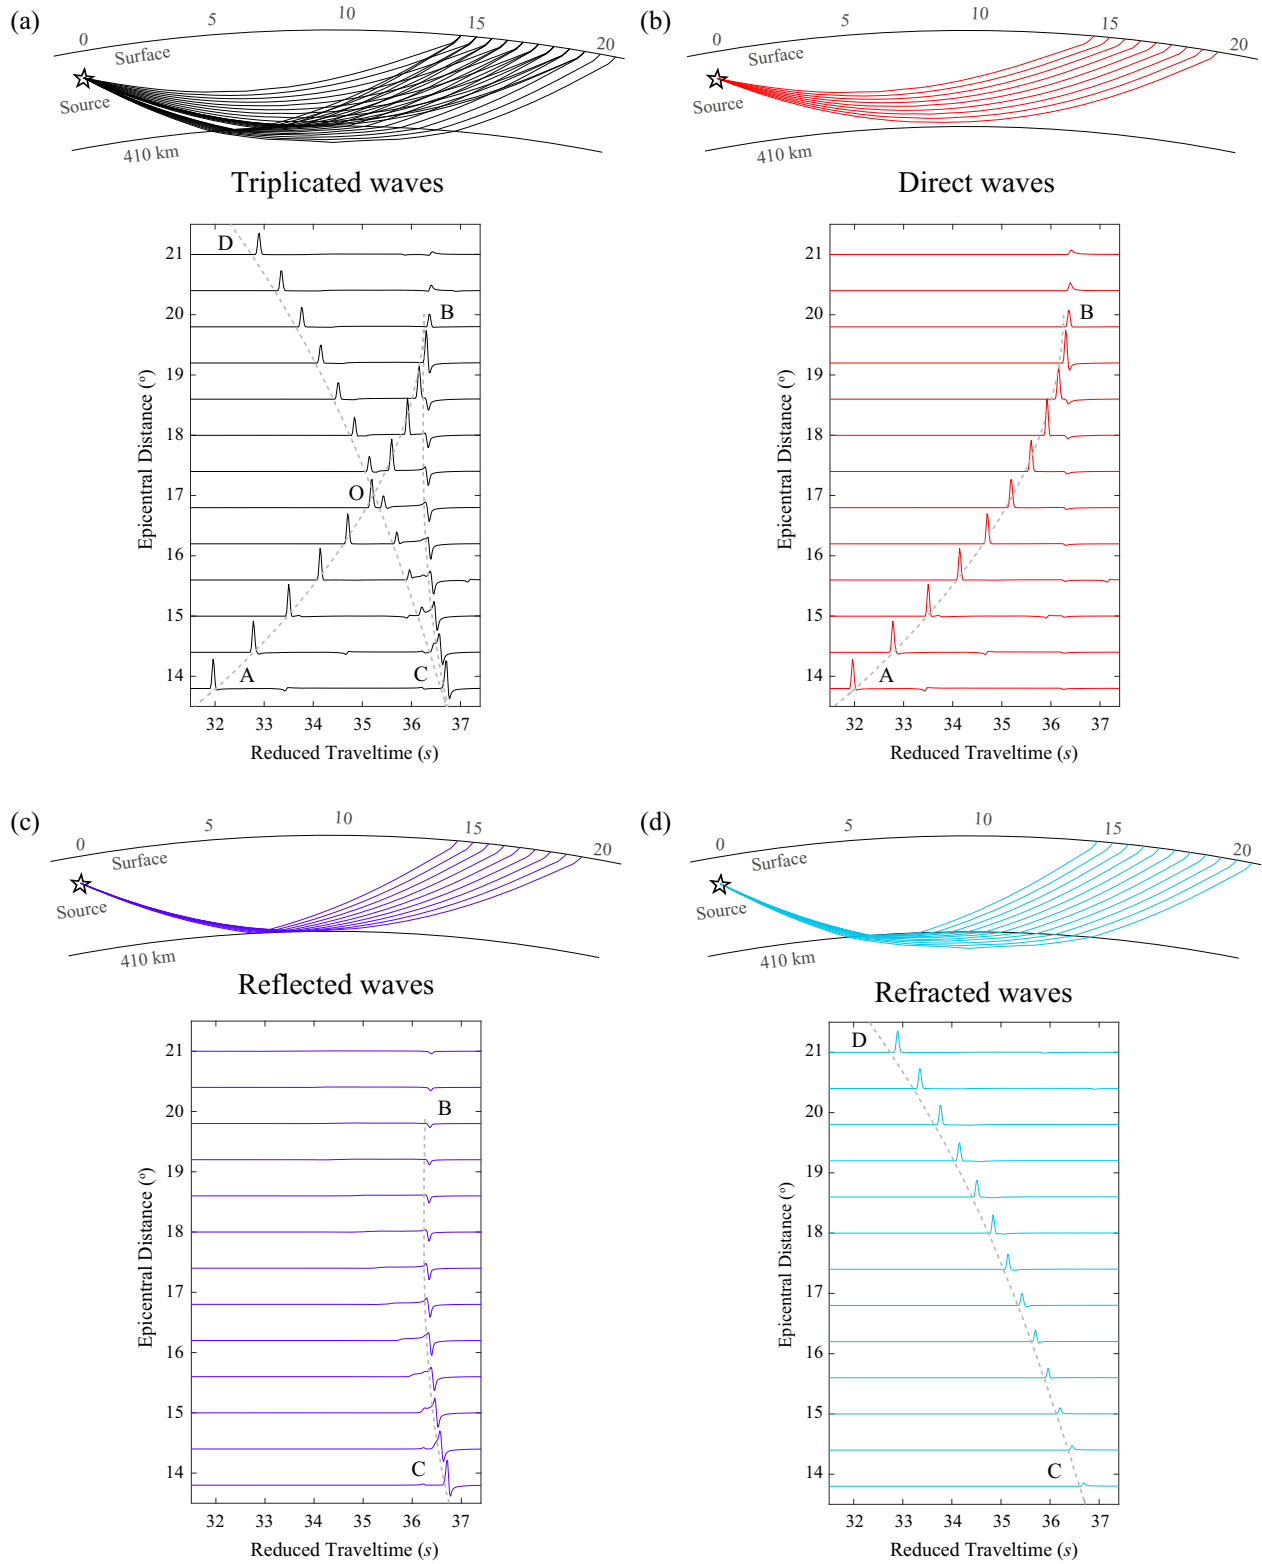 (a)
0 5 10 15 20
Surface
Source
410 km
Triplicated waves
D
B
O
A
C
21
20
19
18
17
16
15
14
Epicentral Distance (°)
32 33 34 35 36 37
Reduced Traveltime (s)
(b)
0 5 10 15 20
Surface
Source
410 km
Direct waves
B
A
21
20
19
18
17
16
15
14
Epicentral Distance (°)
32 33 34 35 36 37
Reduced Traveltime (s)
(c)
0 5 10 15 20
Surface
Source
410 km
Reflected waves
B
C
21
20
19
18
17
16
15
14
Epicentral Distance (°)
32 33 34 35 36 37
Reduced Traveltime (s)
(d)
0 5 10 15 20
Surface
Source
410 km
Refracted waves
D
C
21
20
19
18
17
16
15
14
Epicentral Distance (°)
32 33 34 35 36 37
Reduced Traveltime (s)